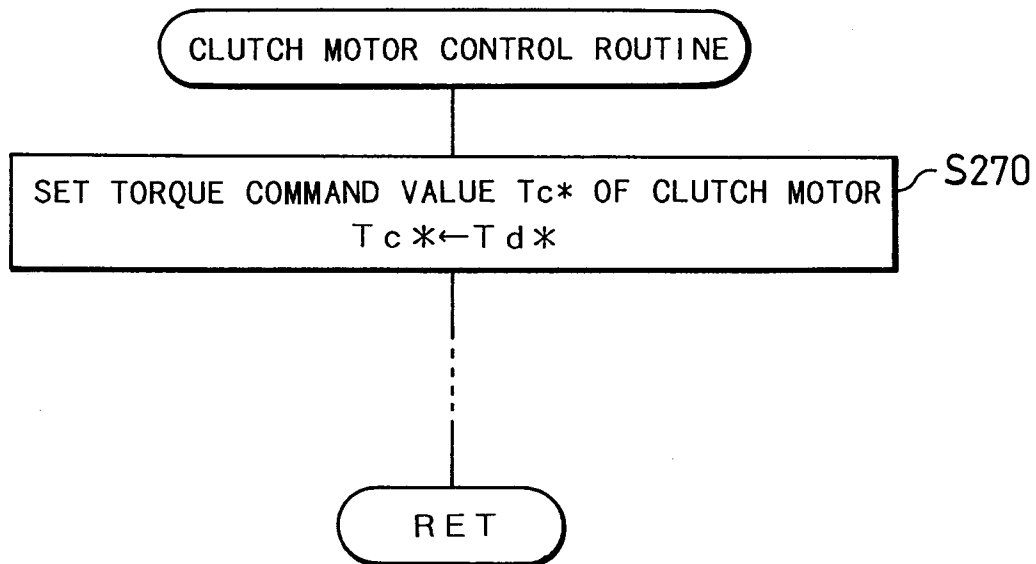 CLUTCH MOTOR CONTROL ROUTINE
SET TORQUE COMMAND VALUE Tc* OF CLUTCH MOTOR
Tc*←Td*
S270
RET